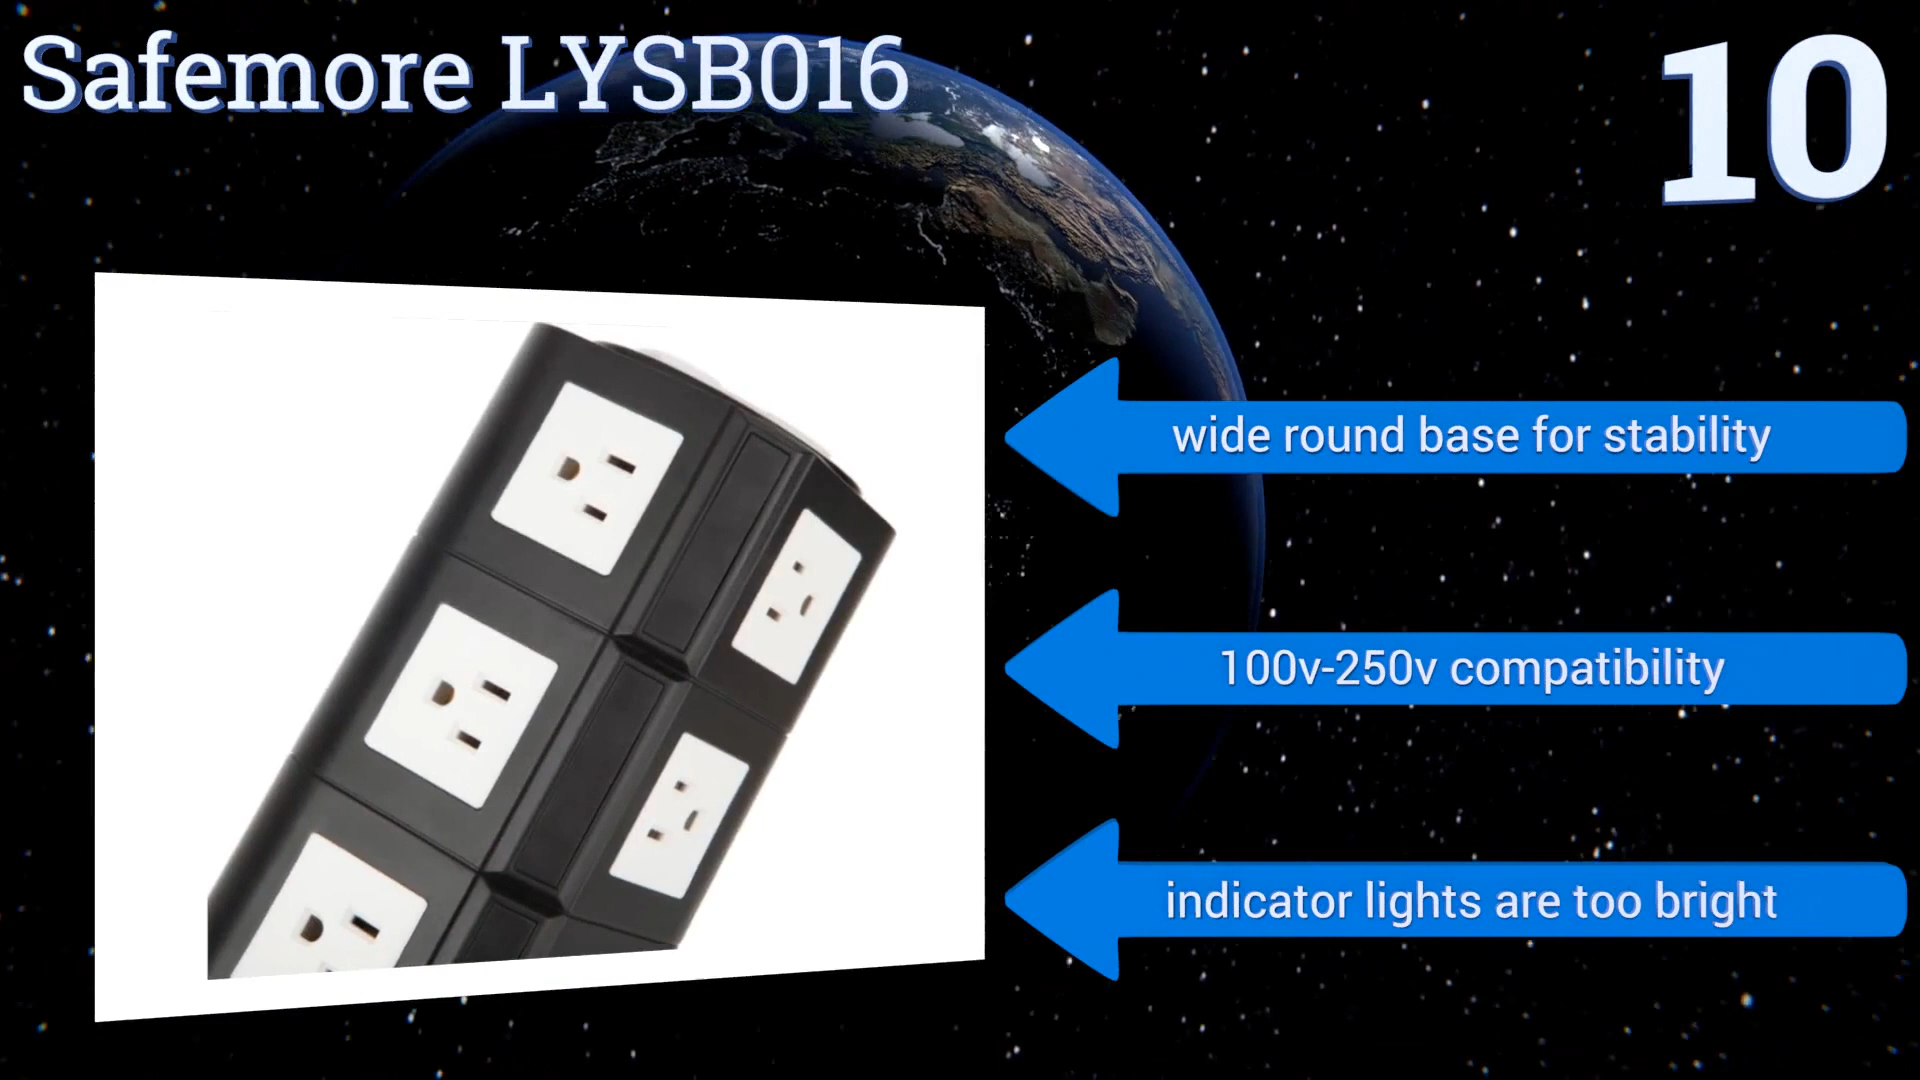 Safemore LYSB016
10
wide round base for stability
100v-250v compatibility
indicator lights are too bright